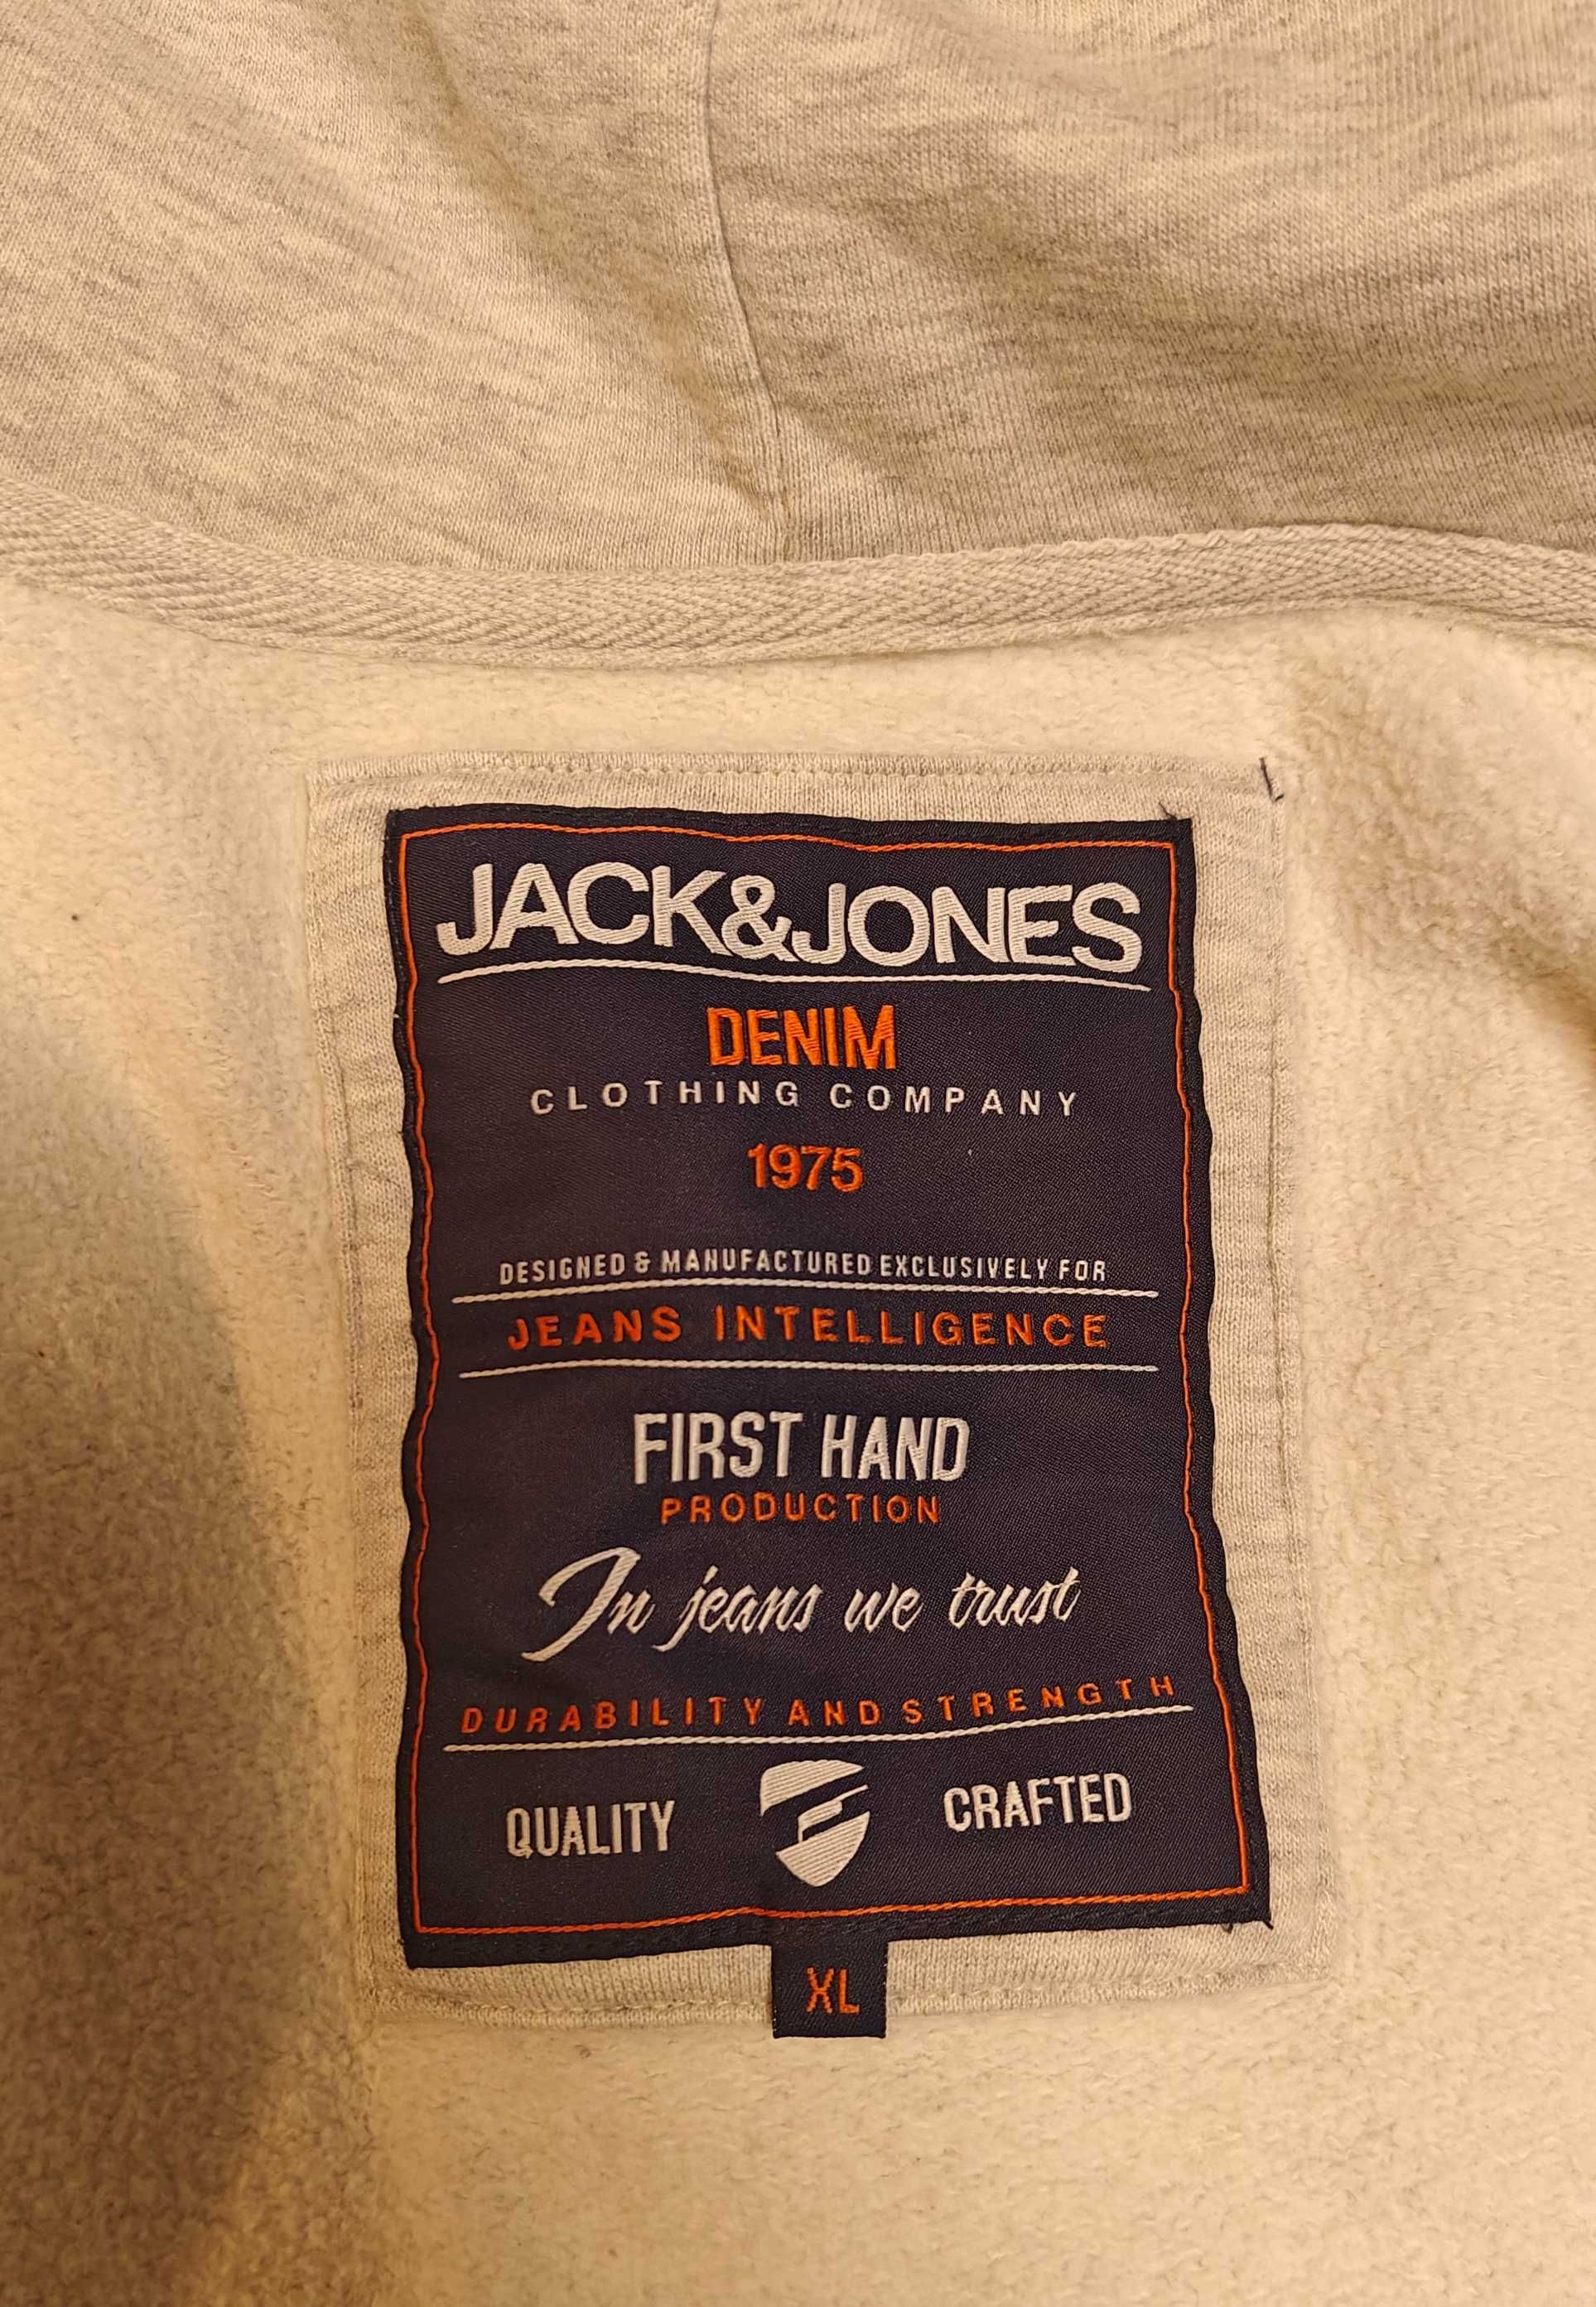 JACK&JONES
DENIM
CLOTHING COMPANY
1975
DESIGNED & MANUFACTURED EXCLUSIVELY FOR
JEANS INTELLIGENCE
FIRST HAND
PRODUCTION
In jeans we trust
DURABILITY AND STRENGTH
QUALITY CRAFTED
XL